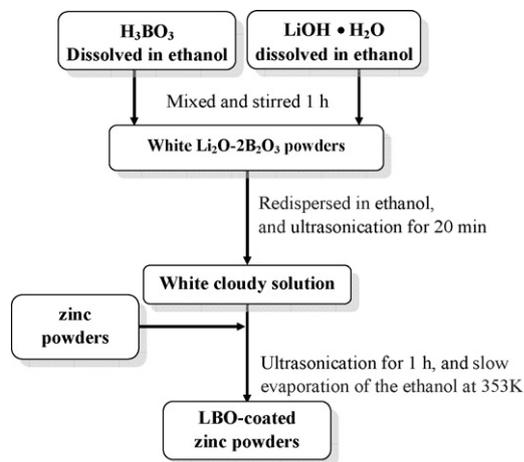 H₃BO₃
Dissolved in ethanol
LiOH • H₂O
dissolved in ethanol
Mixed and stirred 1 h
White Li₂O-2B₂O₃ powders
Redispersed in ethanol,
and ultrasonication for 20 min
White cloudy solution
zinc
powders
Ultrasonication for 1 h, and slow
evaporation of the ethanol at 353K
LBO-coated
zinc powders